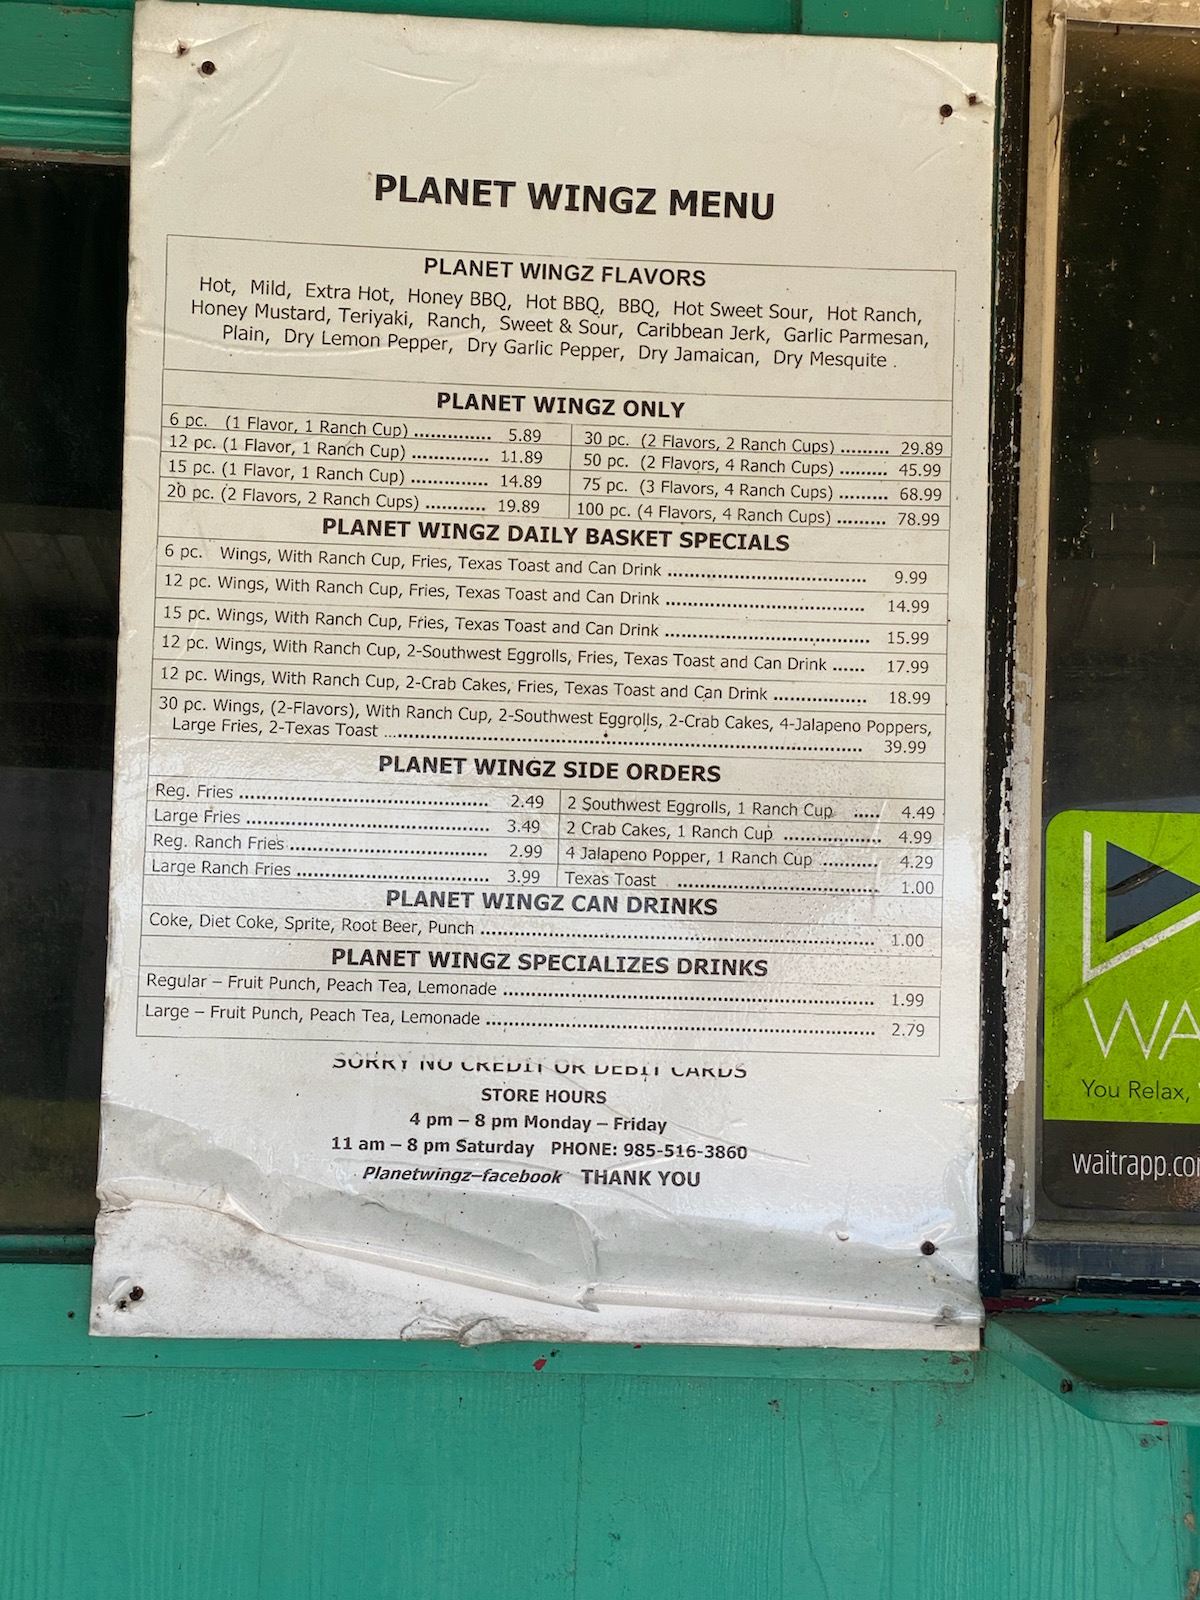 PLANET WINGZ MENU
PLANET WINGZ FLAVORS
Hot, Mild, Extra Hot, Honey BBQ, Hot BBQ, BBQ, Hot Sweet Sour, Hot Ranch,
Honey Mustard, Teriyaki, Ranch, Sweet & Sour, Caribbean Jerk, Garlic Parmesan,
Plain, Dry Lemon Pepper, Dry Garlic Pepper, Dry Jamaican, Dry Mesquite .
PLANET WINGZ ONLY
6 pc. (1 Flavor, 1 Ranch Cup) .............. 5.89
12 pc. (1 Flavor, 1 Ranch Cup) .............. 11.89
15 pc. (1 Flavor, 1 Ranch Cup) .............. 14.89
20 pc. (2 Flavors, 2 Ranch Cups) ........... 19.89
30 pc. (2 Flavors, 2 Ranch Cups) ......... 29.89
50 pc. (2 Flavors, 4 Ranch Cups) ......... 45.99
75 pc. (3 Flavors, 4 Ranch Cups) ......... 68.99
100 pc. (4 Flavors, 4 Ranch Cups) ......... 78.99
PLANET WINGZ DAILY BASKET SPECIALS
6 pc. Wings, With Ranch Cup, Fries, Texas Toast and Can Drink .................................... 9.99
12 pc. Wings, With Ranch Cup, Fries, Texas Toast and Can Drink .................................... 14.99
15 pc. Wings, With Ranch Cup, Fries, Texas Toast and Can Drink ..................................... 15.99
12 pc. Wings, With Ranch Cup, 2-Southwest Eggrolls, Fries, Texas Toast and Can Drink ...... 17.99
12 pc. Wings, With Ranch Cup, 2-Crab Cakes, Fries, Texas Toast and Can Drink ................. 18.99
30 pc. Wings, (2-Flavors), With Ranch Cup, 2-Southwest Eggrolls, 2-Crab Cakes, 4-Jalapeno Poppers,
Large Fries, 2-Texas Toast ........................................................................................ 39.99
PLANET WINGZ SIDE ORDERS
Reg. Fries ............................................. 2.49
Large Fries ............................................ 3.49
Reg. Ranch Fries .................................... 2.99
Large Ranch Fries ................................... 3.99
2 Southwest Eggrolls, 1 Ranch Cup ..... 4.49
2 Crab Cakes, 1 Ranch Cup .................. 4.99
4 Jalapeno Popper, 1 Ranch Cup .......... 4.29
Texas Toast .................................... 1.00
PLANET WINGZ CAN DRINKS
Coke, Diet Coke, Sprite, Root Beer, Punch ....................................................................... 1.00
PLANET WINGZ SPECIALIZES DRINKS
Regular – Fruit Punch, Peach Tea, Lemonade .................................................................... 1.99
Large – Fruit Punch, Peach Tea, Lemonade ....................................................................... 2.79
SORRY NO CREDIT OR DEBIT CARDS
STORE HOURS
4 pm – 8 pm Monday – Friday
11 am – 8 pm Saturday PHONE: 985-516-3860
Planetwingz–facebook THANK YOU
WA
You Relax,
waitrapp.co